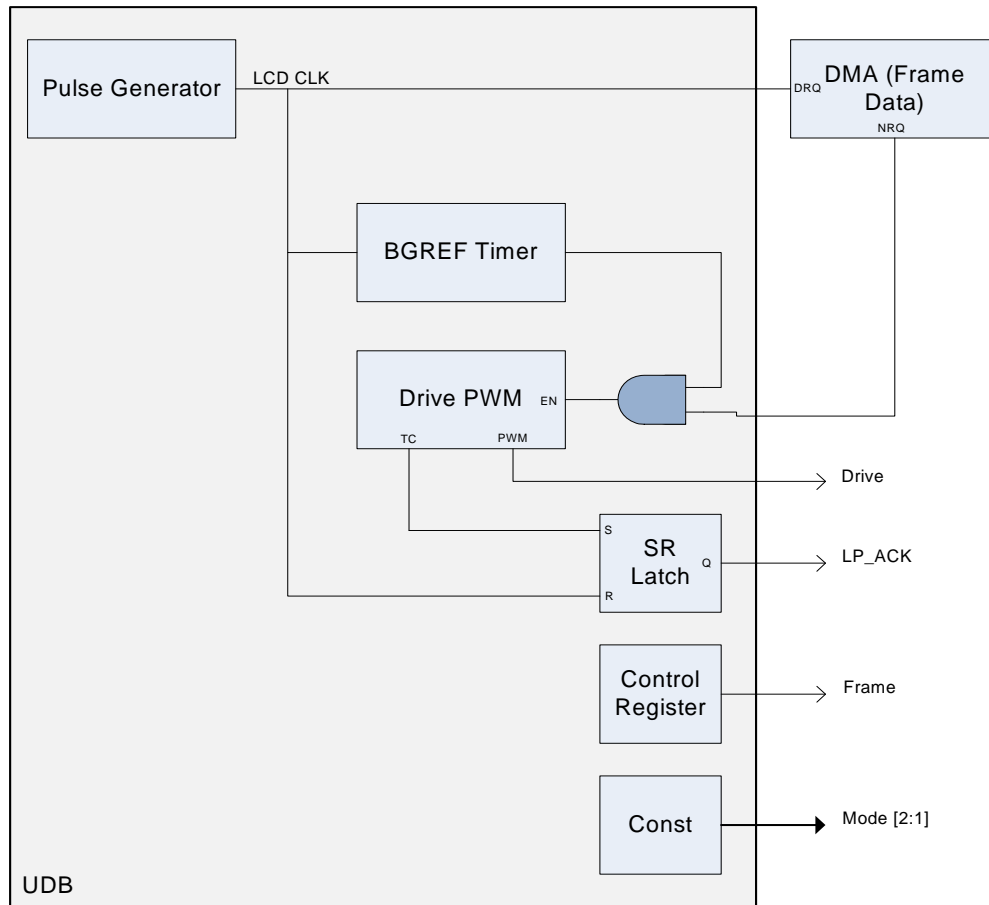 Pulse Generator
LCD CLK
DRQ
DMA (Frame
Data)
NRQ
BGREF Timer
Drive PWM
EN
TC
PWM
Drive
S
SR
Latch
Q
R
LP_ACK
Control
Register
Frame
Const
Mode [2:1]
UDB